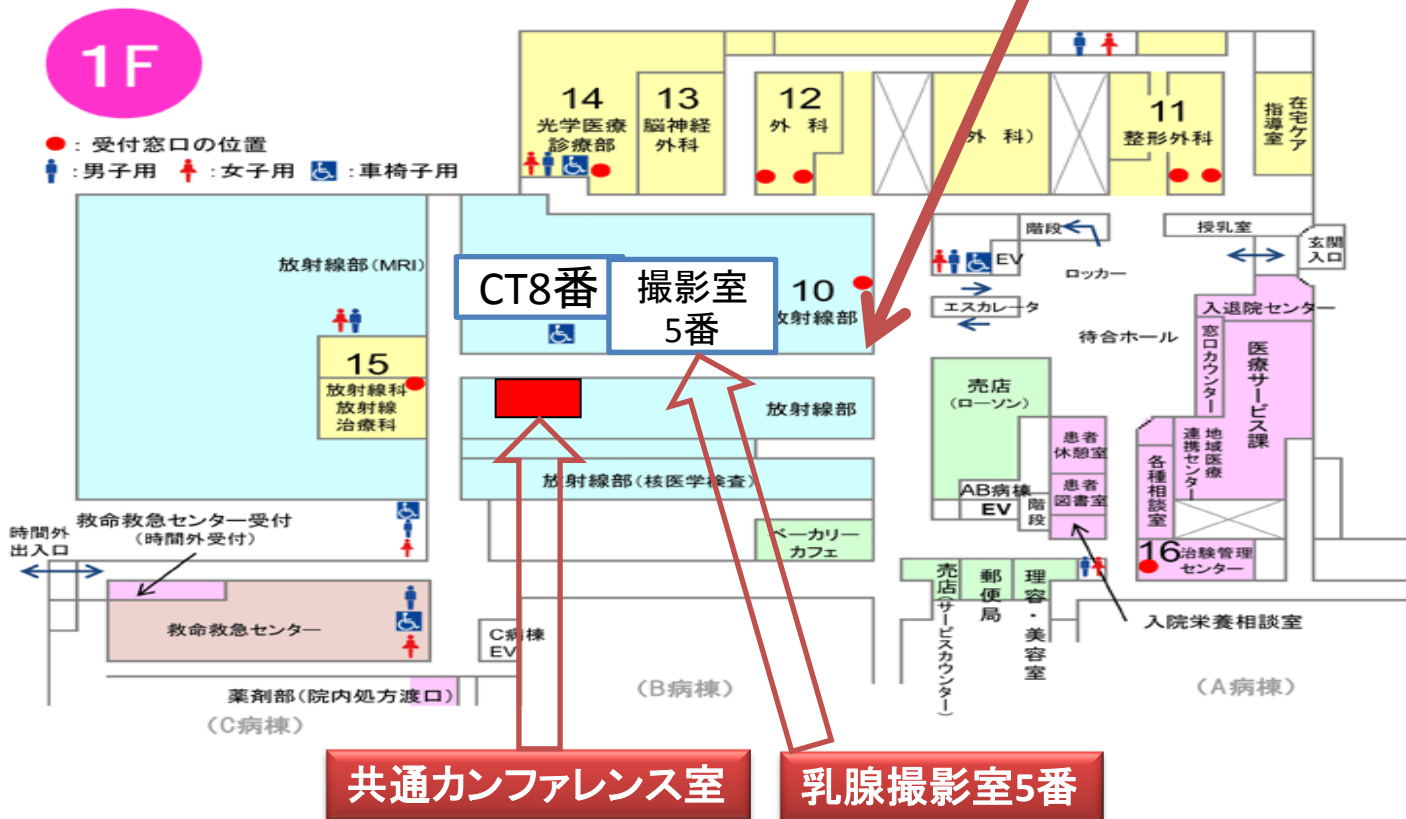 1F
：受付窓口の位置
：男子用 ：女子用 ：車椅子用
14
光学医療
診療部
13
脳神経
外科
12
外 科
外 科）
11
整形外科
在宅ケア
指導室
放射線部(MRI)
CT8番
撮影室
5番
10
放射線部
階段
EV
エスカレータ
ロッカー
授乳室
玄関
入口
待合ホール
入退院センター
窓口カウンター
医療サービス課
15
放射線科
放射線
治療科
放射線部
売店
（ローソン）
患者
休憩室
患者
図書室
地域医療
連携センター
各種相談室
放射線部(核医学検査)
AB病棟
EV
階段
ベーカリー
カフェ
16
治験管理
センター
時間外
出入口
救命救急センター受付
（時間外受付）
救命救急センター
C病棟
EV
売店(サービスカウンター)
郵便局
理容・美容室
入院栄養相談室
薬剤部(院内処方渡口)
（C病棟）
（B病棟）
（A病棟）
共通カンファレンス室
乳腺撮影室5番